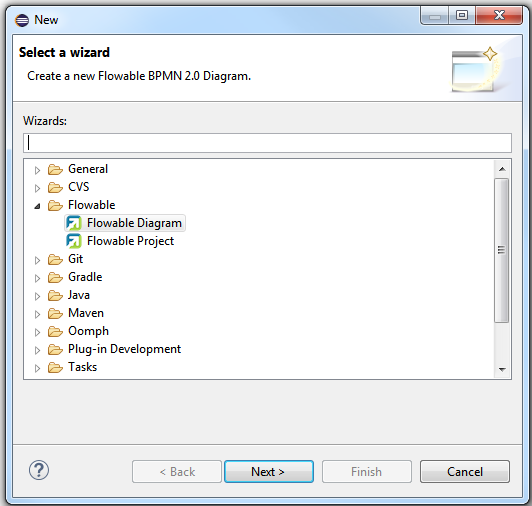 New
Select a wizard
Create a new Flowable BPMN 2.0 Diagram.
Wizards:
General
CVS
Flowable
Flowable Diagram
Flowable Project
Git
Gradle
Java
Maven
Oomph
Plug-in Development
Tasks
?
< Back Next > Finish Cancel